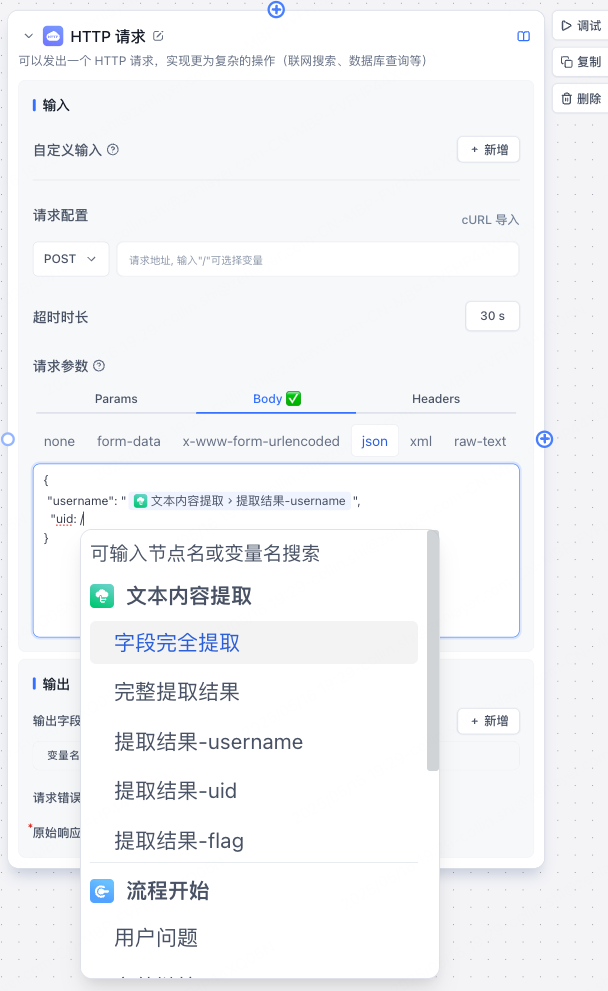 HTTP 请求
调试
可以发出一个 HTTP 请求，实现更为复杂的操作（联网搜索、数据库查询等）
复制
删除
输入
自定义输入
+ 新增
请求配置
cURL 导入
POST
请求地址, 输入"/"可选择变量
超时时长
30 s
请求参数
Params Body Headers
none form-data x-www-form-urlencoded json xml raw-text
{
"username": " 文本内容提取 › 提取结果-username ",
"uid: /
}
可输入节点名或变量名搜索
文本内容提取
字段完全提取
完整提取结果
提取结果-username
提取结果-uid
提取结果-flag
流程开始
用户问题
输出
输出字段
+ 新增
变量名
请求错误
*原始响应